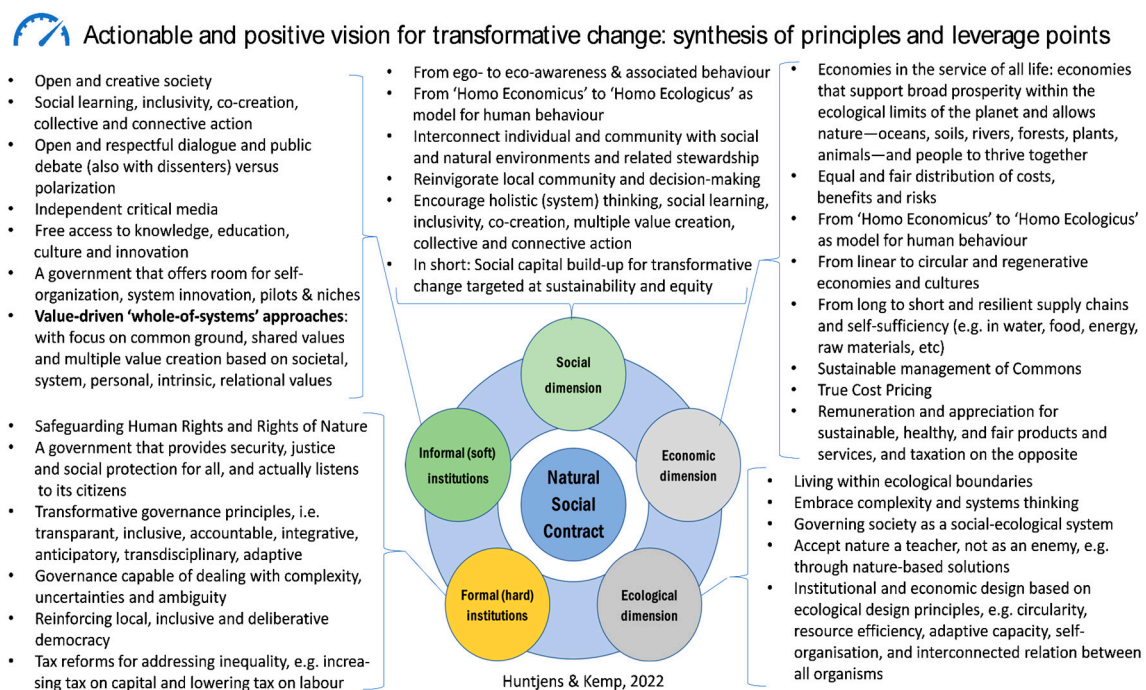 Actionable and positive vision for transformative change: synthesis of principles and leverage points
• Open and creative society
• Social learning, inclusivity, co-creation,
collective and connective action
• Open and respectful dialogue and public
debate (also with dissenters) versus
polarization
• Independent critical media
• Free access to knowledge, education,
culture and innovation
• A government that offers room for self-
organization, system innovation, pilots & niches
• Value-driven ‘whole-of-systems’ approaches:
with focus on common ground, shared values
and multiple value creation based on societal,
system, personal, intrinsic, relational values
• Safeguarding Human Rights and Rights of Nature
• A government that provides security, justice
and social protection for all, and actually listens
to its citizens
• Transformative governance principles, i.e.
transparant, inclusive, accountable, integrative,
anticipatory, transdisciplinary, adaptive
• Governance capable of dealing with complexity,
uncertainties and ambiguity
• Reinforcing local, inclusive and deliberative
democracy
• Tax reforms for addressing inequality, e.g. increa-
sing tax on capital and lowering tax on labour
• From ego- to eco-awareness & associated behaviour
• From ‘Homo Economicus’ to ‘Homo Ecologicus’ as
model for human behaviour
• Interconnect individual and community with social
and natural environments and related stewardship
• Reinvigorate local community and decision-making
• Encourage holistic (system) thinking, social learning,
inclusivity, co-creation, multiple value creation,
collective and connective action
• In short: Social capital build-up for transformative
change targeted at sustainability and equity
Social
dimension
Informal (soft)
institutions
Economic
dimension
Natural
Social
Contract
Formal (hard)
institutions
Ecological
dimension
Huntjens & Kemp, 2022
• Economies in the service of all life: economies
that support broad prosperity within the
ecological limits of the planet and allows
nature—oceans, soils, rivers, forests, plants,
animals—and people to thrive together
• Equal and fair distribution of costs,
benefits and risks
• From ‘Homo Economicus’ to ‘Homo Ecologicus’
as model for human behaviour
• From linear to circular and regenerative
economies and cultures
• From long to short and resilient supply chains
and self-sufficiency (e.g. in water, food, energy,
raw materials, etc)
• Sustainable management of Commons
• True Cost Pricing
• Remuneration and appreciation for
sustainable, healthy, and fair products and
services, and taxation on the opposite
• Living within ecological boundaries
• Embrace complexity and systems thinking
• Governing society as a social-ecological system
• Accept nature a teacher, not as an enemy, e.g.
through nature-based solutions
• Institutional and economic design based on
ecological design principles, e.g. circularity,
resource efficiency, adaptive capacity, self-
organisation, and interconnected relation between
all organisms